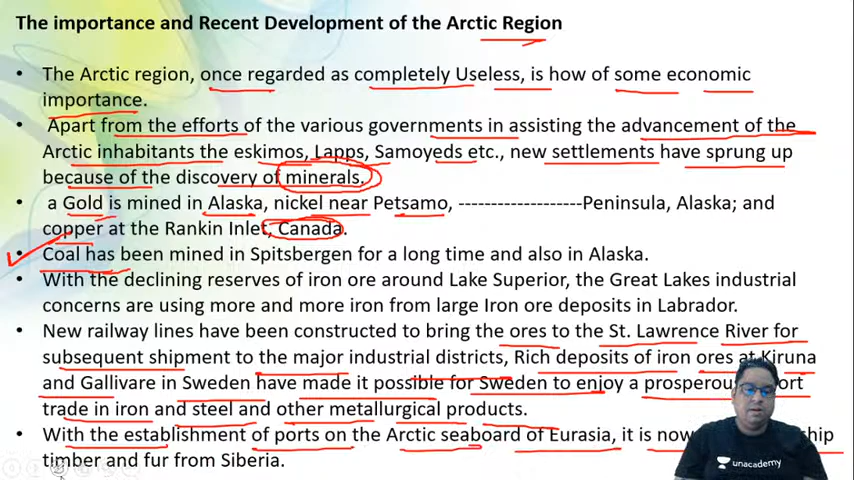 The importance and Recent Development of the Arctic Region
• The Arctic region, once regarded as completely Useless, is how of some economic
importance.
• Apart from the efforts of the various governments in assisting the advancement of the
Arctic inhabitants the eskimos, Lapps, Samoyeds etc., new settlements have sprung up
because of the discovery of minerals.
• a Gold is mined in Alaska, nickel near Petsamo, -------------------Peninsula, Alaska; and
copper at the Rankin Inlet, Canada.
• Coal has been mined in Spitsbergen for a long time and also in Alaska.
• With the declining reserves of iron ore around Lake Superior, the Great Lakes industrial
concerns are using more and more iron from large Iron ore deposits in Labrador.
• New railway lines have been constructed to bring the ores to the St. Lawrence River for
subsequent shipment to the major industrial districts, Rich deposits of iron ores at Kiruna
and Gallivare in Sweden have made it possible for Sweden to enjoy a prosperou ort
trade in iron and steel and other metallurgical products.
• With the establishment of ports on the Arctic seaboard of Eurasia, it is now ship
timber and fur from Siberia.
unacademy